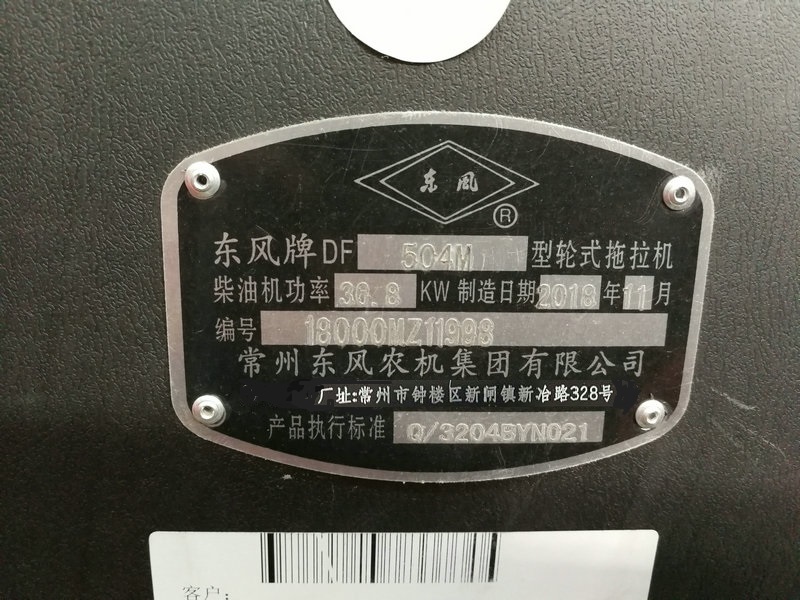 东风
®
东风牌DF 504M 型轮式拖拉机
柴油机功率 36.8 KW 制造日期 2018 年 11 月
编号 18000MZ11998
常州东风农机集团有限公司
厂址:常州市钟楼区新闸镇新冶路328号
产品执行标准 Q/32045YN021
客户: